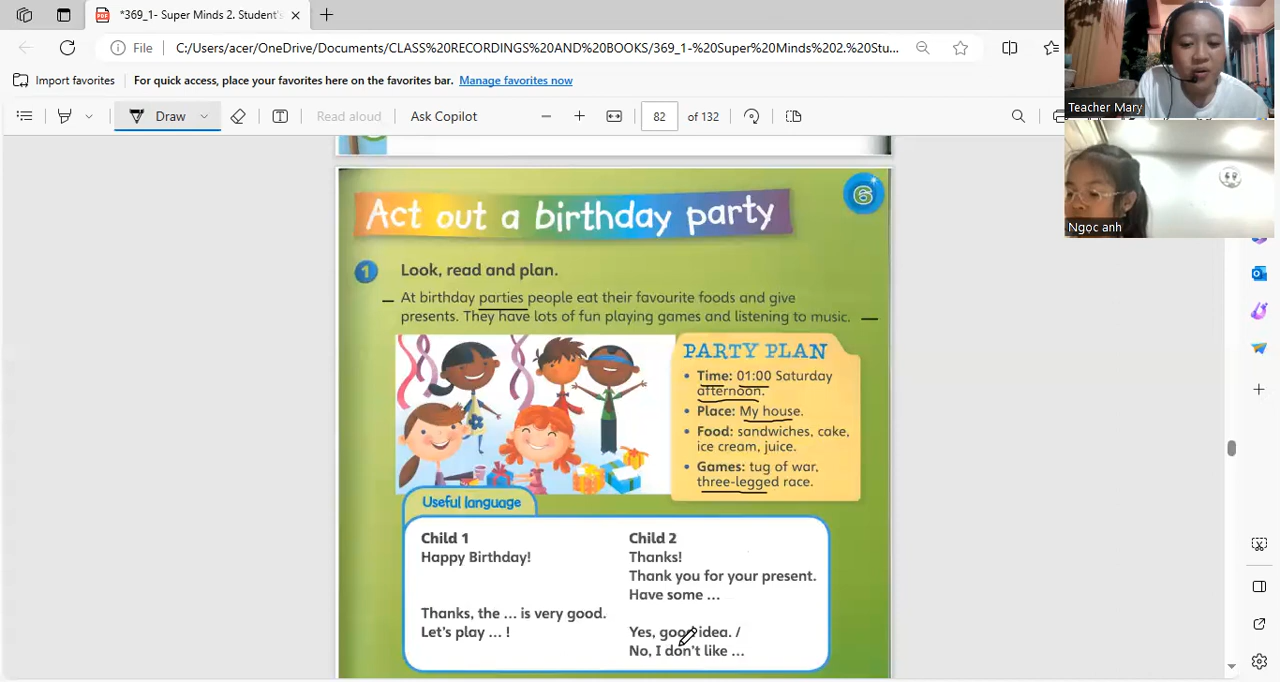 *369_1- Super Minds 2. Student's
File
C:/Users/acer/OneDrive/Documents/CLASS%20RECORDINGS%20AND%20BOOKS/369_1-%20Super%20Minds%202.%20Stu...
Import favorites
For quick access, place your favorites here on the favorites bar. Manage favorites now
Draw
Read aloud
Ask Copilot
82
of 132
Teacher Mary
Ngọc anh
Act out a birthday party
6
1 Look, read and plan.
At birthday parties people eat their favourite foods and give
presents. They have lots of fun playing games and listening to music.
PARTY PLAN
• Time: 01:00 Saturday
afternoon.
• Place: My house.
• Food: sandwiches, cake,
ice cream, juice.
• Games: tug of war,
three-legged race.
Useful language
Child 1
Happy Birthday!
Thanks, the ... is very good.
Let's play ... !
Child 2
Thanks!
Thank you for your present.
Have some ...
Yes, good idea. /
No, I don't like ...